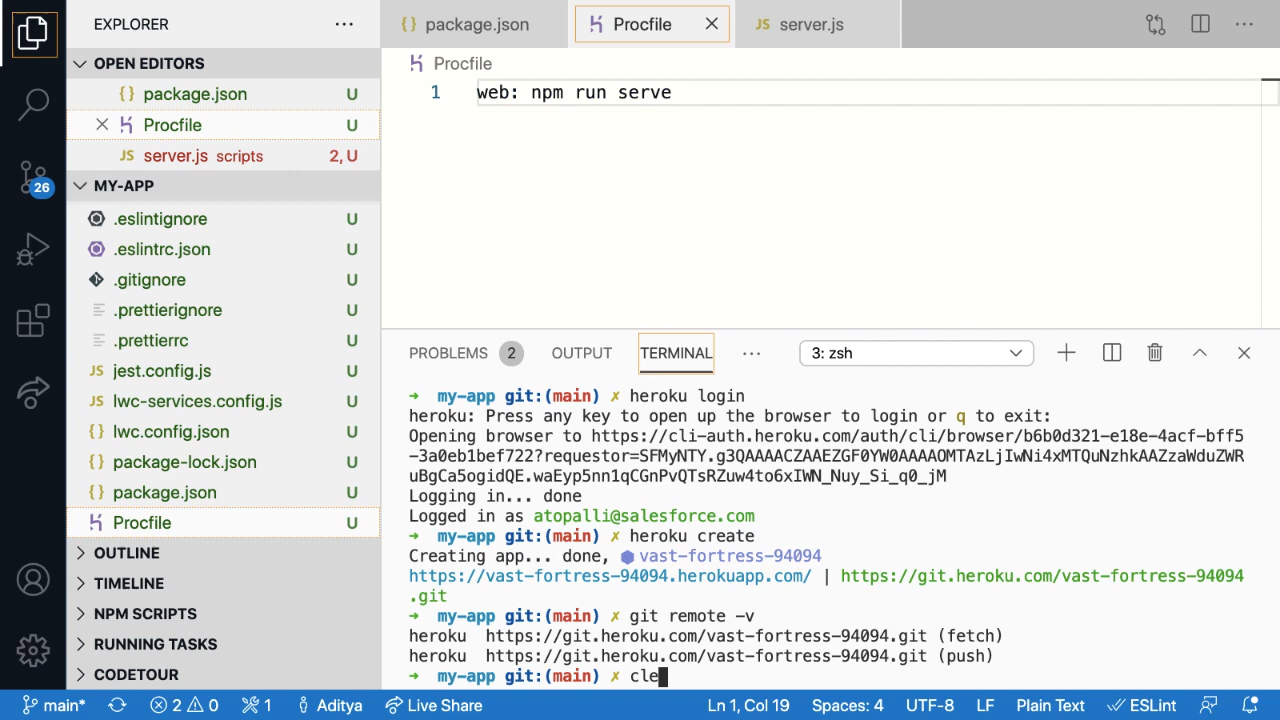 EXPLORER
package.json
Procfile
JS server.js
OPEN EDITORS
{} package.json U
Procfile U
JS server.js scripts 2, U
MY-APP
.eslintignore U
.eslintrc.json U
.gitignore U
.prettierignore U
.prettierrc U
JS jest.config.js U
JS lwc-services.config.js U
{} lwc.config.json U
{} package-lock.json U
{} package.json U
Procfile U
OUTLINE
TIMELINE
NPM SCRIPTS
RUNNING TASKS
CODETOUR
26
Procfile
1 web: npm run serve
PROBLEMS 2 OUTPUT TERMINAL ··· 3: zsh
➜ my-app git:(main) ✗ heroku login
heroku: Press any key to open up the browser to login or q to exit:
Opening browser to https://cli-auth.heroku.com/auth/cli/browser/b6b0d321-e18e-4acf-bff5
-3a0eb1bef722?requestor=SFMyNTY.g3QAAAACZAAEZGF0YW0AAAAOMTAzLjIwNi4xMTQuNzhkAAZzaWduZWR
uBgCa5ogidQE.waEyp5nn1qCGnPvQTsRZuw4to6xIWN_Nuy_Si_q0_jM
Logging in... done
Logged in as atopalli@salesforce.com
➜ my-app git:(main) ✗ heroku create
Creating app... done, ⬢ vast-fortress-94094
https://vast-fortress-94094.herokuapp.com/ | https://git.heroku.com/vast-fortress-94094
.git
➜ my-app git:(main) ✗ git remote -v
heroku https://git.heroku.com/vast-fortress-94094.git (fetch)
heroku https://git.heroku.com/vast-fortress-94094.git (push)
➜ my-app git:(main) ✗ cle
main* 2 0 1 Aditya Live Share Ln 1, Col 19 Spaces: 4 UTF-8 LF Plain Text ESLint